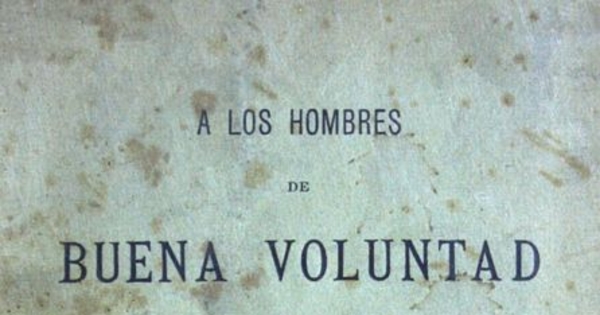 A LOS HOMBRES
DE
BUENA VOLUNTAD